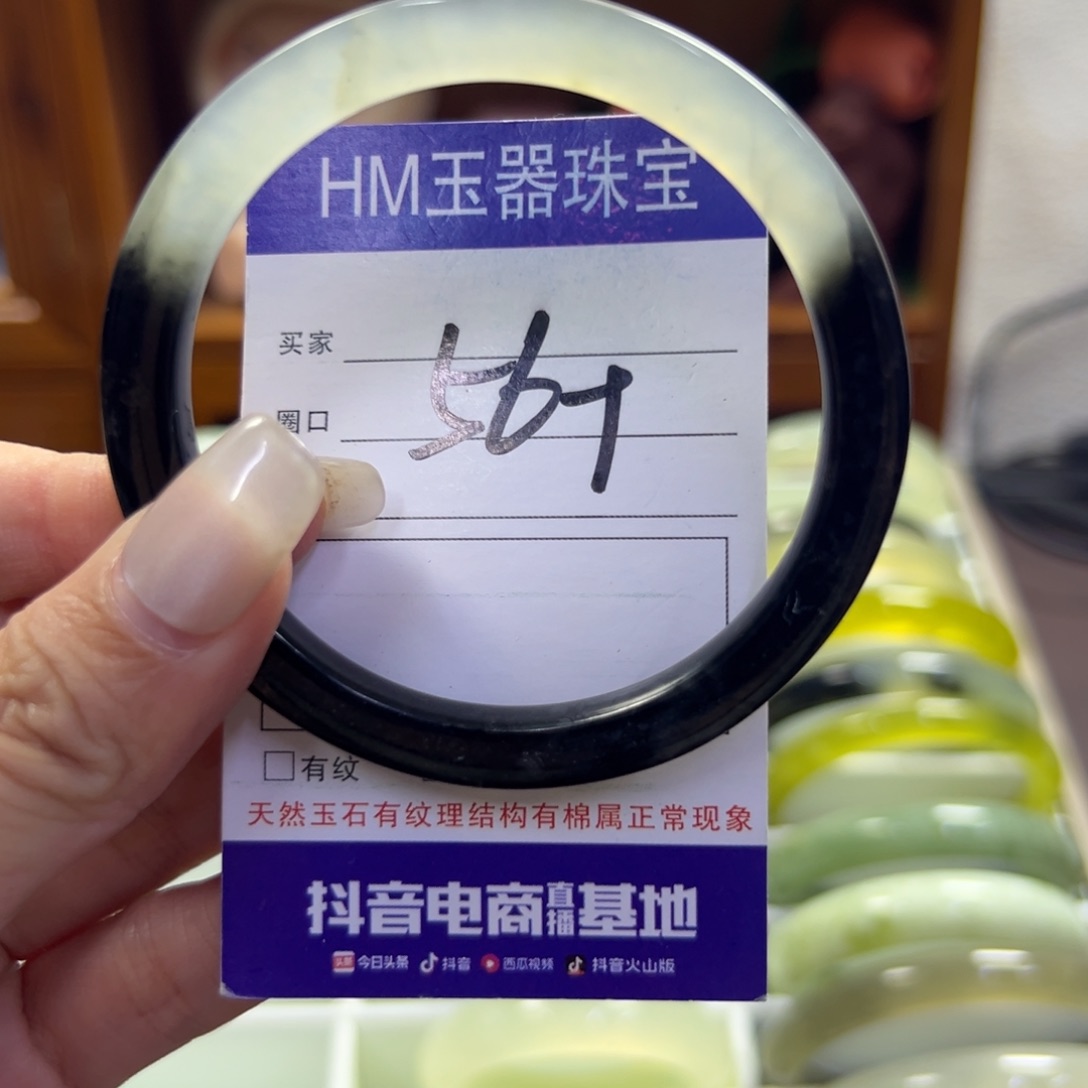 HM玉器珠宝
买家
圈口
有纹
天然玉石有纹理结构有棉属正常现象
抖音电商直播基地
头条 今日头条 抖音 西瓜视频 抖音火山版